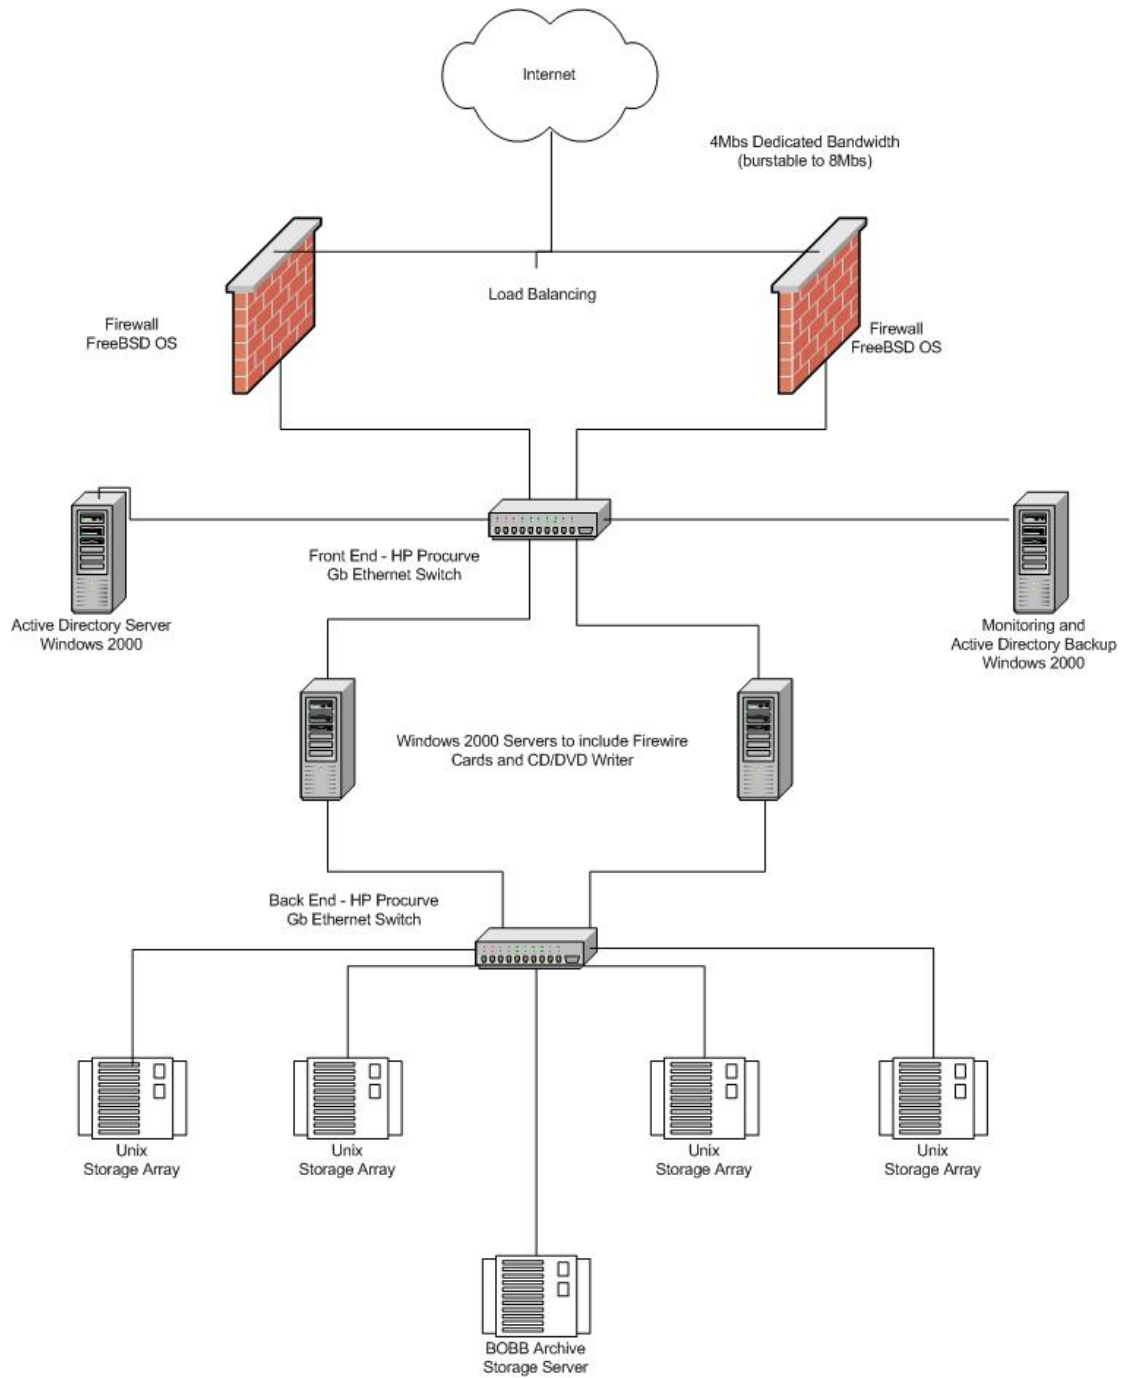 Internet
4Mbs Dedicated Bandwidth
(burstable to 8Mbs)
Load Balancing
Firewall
FreeBSD OS
Firewall
FreeBSD OS
Front End - HP Procurve
Gb Ethernet Switch
Active Directory Server
Windows 2000
Monitoring and
Active Directory Backup
Windows 2000
Windows 2000 Servers to include Firewire
Cards and CD/DVD Writer
Back End - HP Procurve
Gb Ethernet Switch
Unix
Storage Array
Unix
Storage Array
Unix
Storage Array
Unix
Storage Array
BOBB Archive
Storage Server